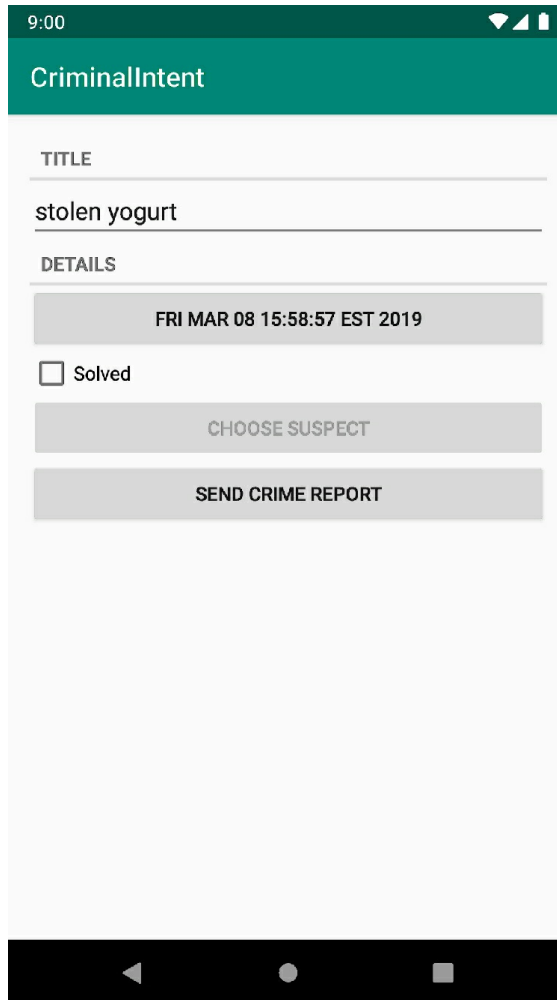 9:00
CriminalIntent
TITLE
stolen yogurt
DETAILS
FRI MAR 08 15:58:57 EST 2019
Solved
CHOOSE SUSPECT
SEND CRIME REPORT